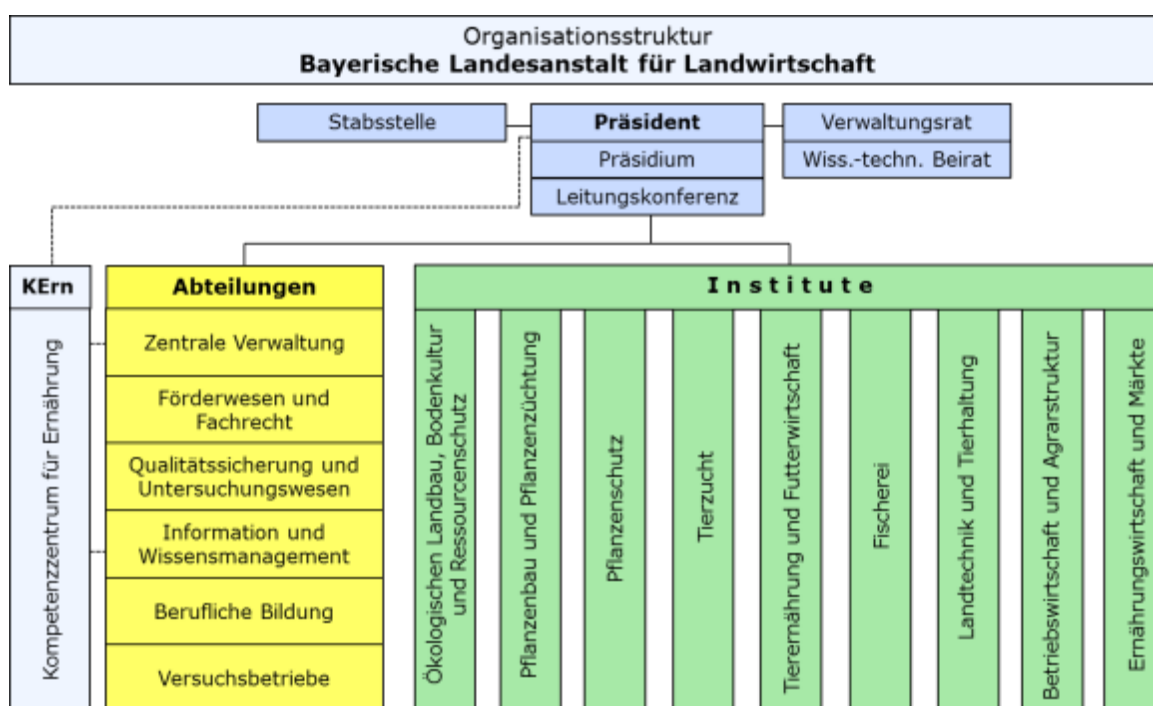 Organisationsstruktur
Bayerische Landesanstalt für Landwirtschaft
Stabsstelle
Präsident
Verwaltungsrat
Präsidium
Wiss.-techn. Beirat
Leitungskonferenz
KErn
Abteilungen
Institute
Kompetenzzentrum für Ernährung
Zentrale Verwaltung
Förderwesen und
Fachrecht
Qualitätssicherung und
Untersuchungswesen
Information und
Wissensmanagement
Berufliche Bildung
Versuchsbetriebe
Ökologischen Landbau, Bodenkultur
und Ressourcenschutz
Pflanzenbau und Pflanzenzüchtung
Pflanzenschutz
Tierzucht
Tierernährung und Futterwirtschaft
Fischerei
Landtechnik und Tierhaltung
Betriebswirtschaft und Agrarstruktur
Ernährungswirtschaft und Märkte